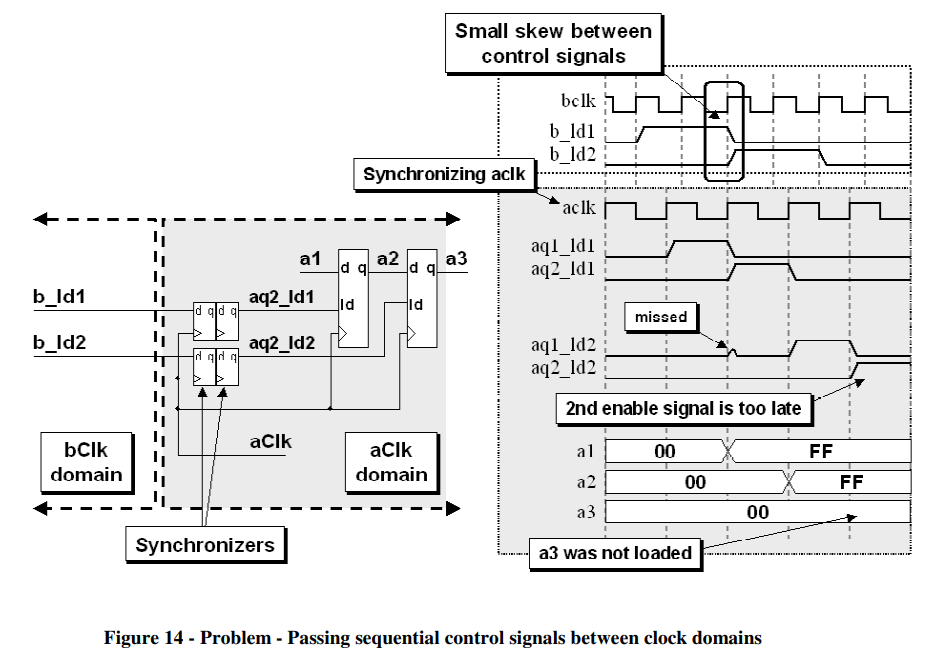 Small skew between
control signals
bclk
b_ld1
b_ld2
Synchronizing aclk
aclk
aq1_ld1
aq2_ld1
missed
aq1_ld2
aq2_ld2
2nd enable signal is too late
a1 00 FF
a2 00 FF
a3 00
a3 was not loaded
a1 d q a2 d q a3
b_ld1 d q d q aq2_ld1 ld ld
b_ld2 d q d q aq2_ld2
aClk
bClk
domain
aClk
domain
Synchronizers
Figure 14 - Problem - Passing sequential control signals between clock domains